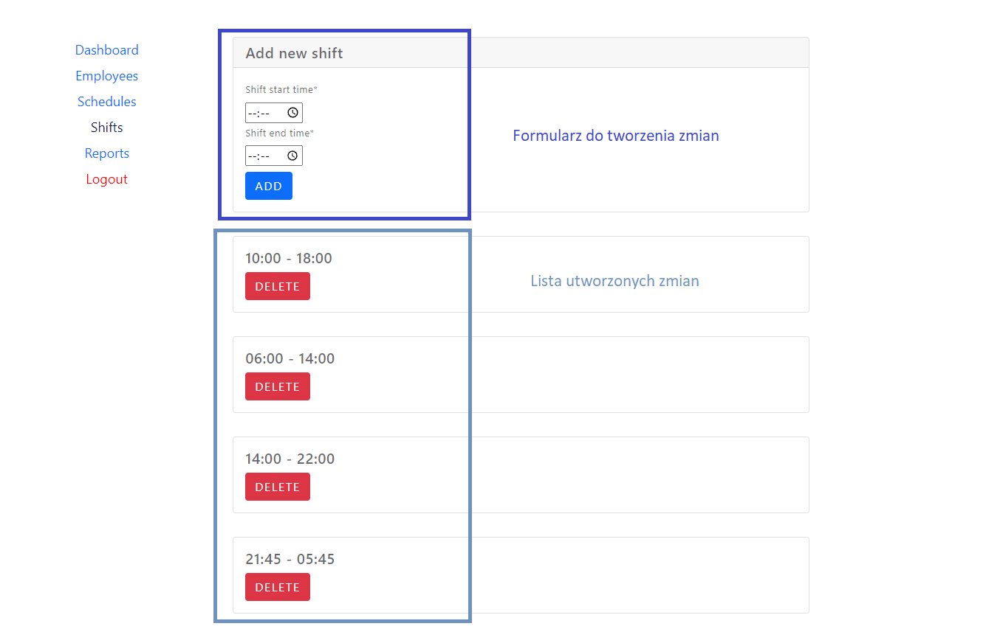 Dashboard
Employees
Schedules
Shifts
Reports
Logout
Add new shift
Shift start time*
--:--
Shift end time*
--:--
ADD
Formularz do tworzenia zmian
10:00 - 18:00
DELETE
Lista utworzonych zmian
06:00 - 14:00
DELETE
14:00 - 22:00
DELETE
21:45 - 05:45
DELETE